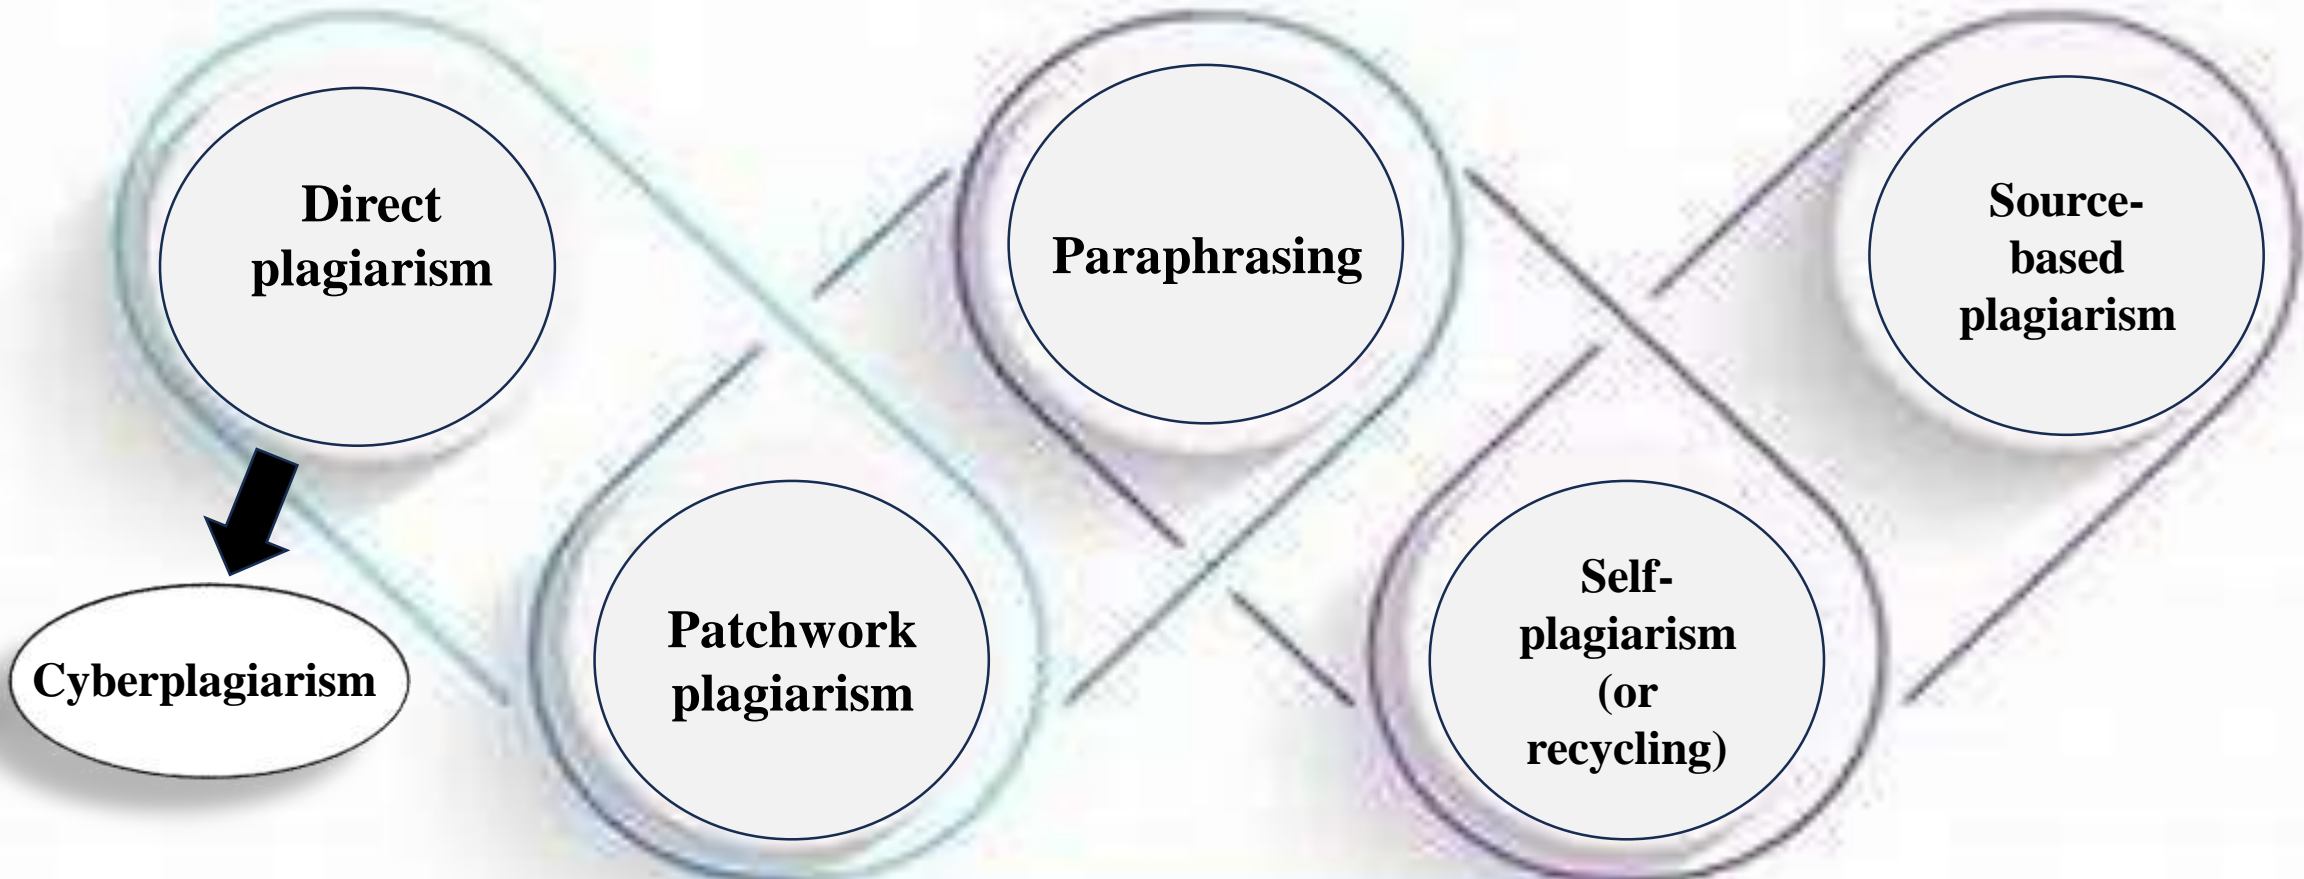 Direct
plagiarism
Cyberplagiarism
Patchwork
plagiarism
Paraphrasing
Self-
plagiarism
(or
recycling)
Source-
based
plagiarism